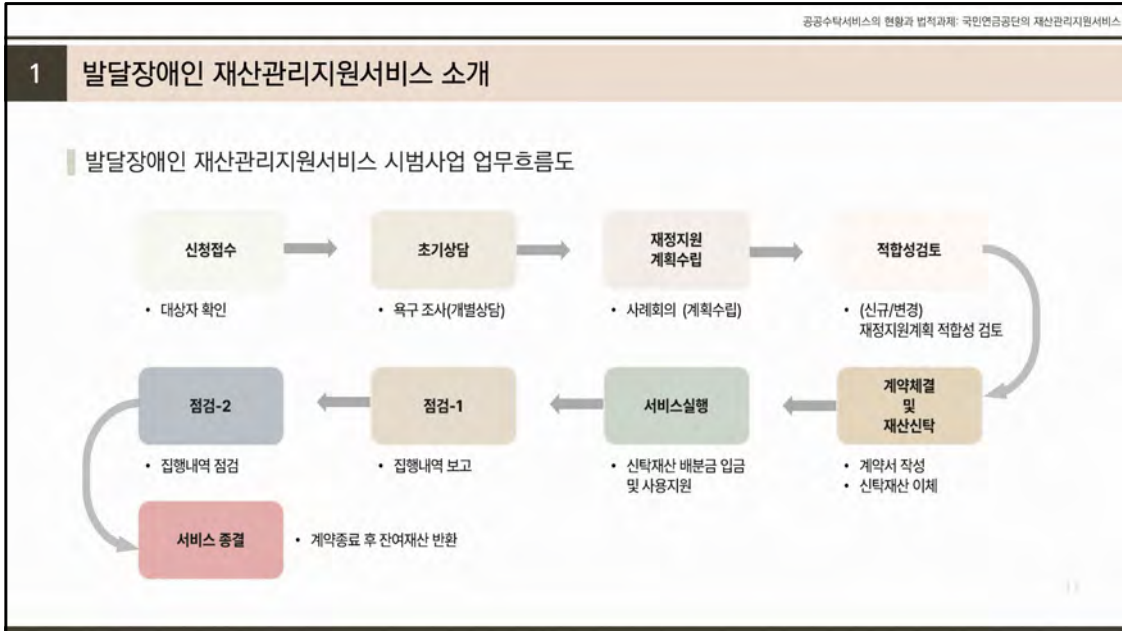 공공수탁서비스의 현황과 법적과제: 국민연금공단의 재산관리지원서비스
1
발달장애인 재산관리지원서비스 소개
발달장애인 재산관리지원서비스 시범사업 업무흐름도
신청접수
• 대상자 확인
초기상담
• 욕구 조사(개별상담)
재정지원
계획수립
• 사례회의 (계획수립)
적합성검토
• (신규/변경)
재정지원계획 적합성 검토
계약체결
및
재산신탁
• 계약서 작성
• 신탁재산 이체
서비스실행
• 신탁재산 배분금 입금
및 사용지원
점검-1
• 집행내역 보고
점검-2
• 집행내역 점검
서비스 종결
• 계약종료 후 잔여재산 반환
11